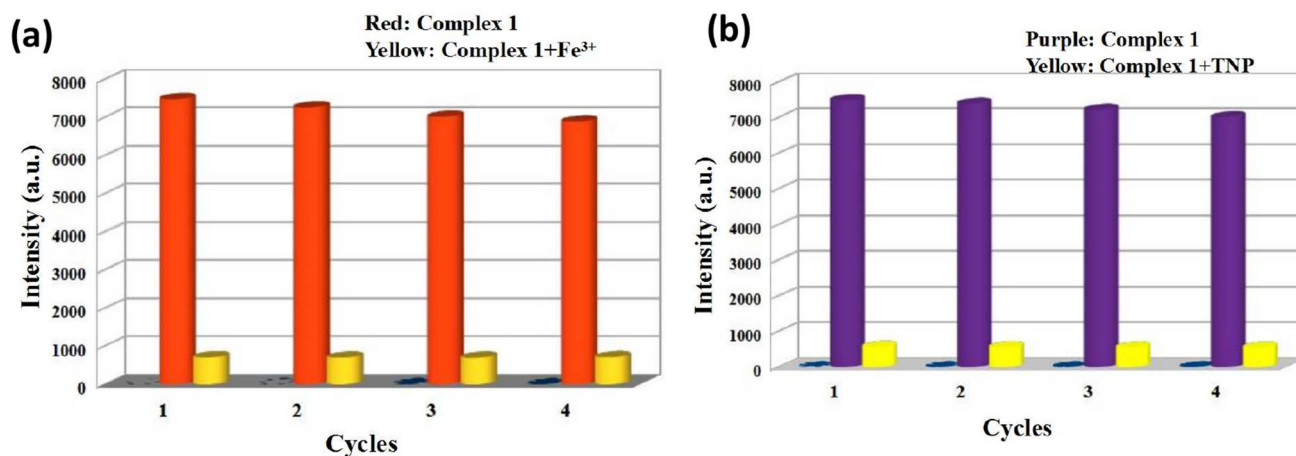 (a)
Red: Complex 1
Yellow: Complex 1+Fe³⁺
8000
7000
6000
5000
4000
3000
2000
1000
0
Intensity (a.u.)
1 2 3 4
Cycles
(b)
Purple: Complex 1
Yellow: Complex 1+TNP
8000
7000
6000
5000
4000
3000
2000
1000
0
Intensity (a.u.)
1 2 3 4
Cycles